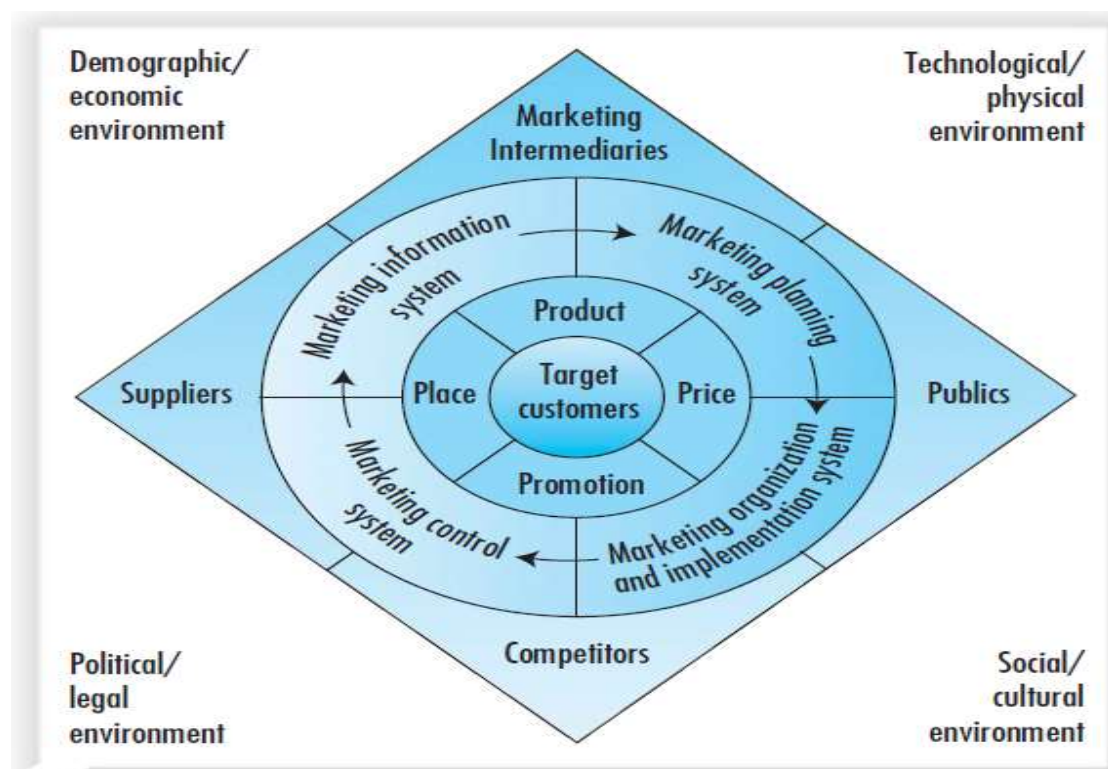 Demographic/
economic
environment
Technological/
physical
environment
Marketing
Intermediaries
Marketing information
system
Marketing planning
system
Product
Suppliers
Place
Target
customers
Price
Publics
Promotion
Marketing control
system
Marketing organization
and implementation system
Competitors
Political/
legal
environment
Social/
cultural
environment